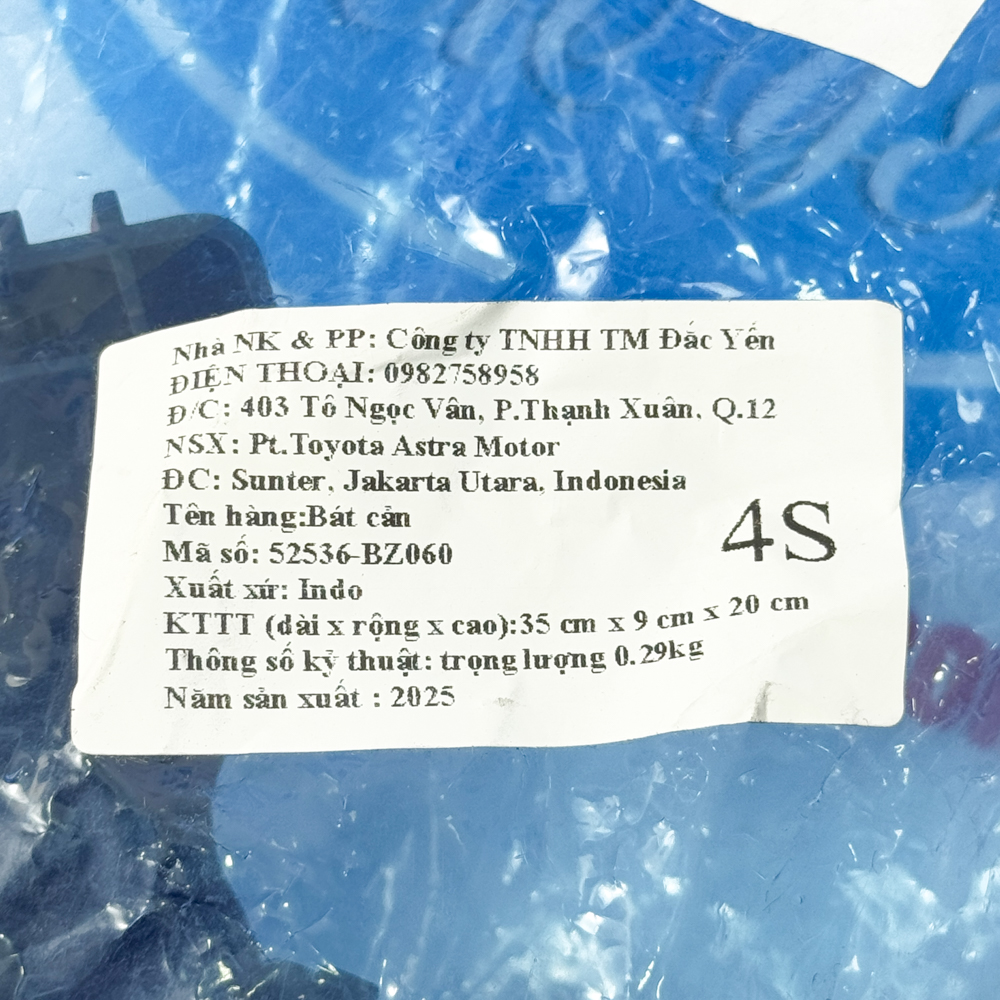 Nhà NK & PP: Công ty TNHH TM Đắc Yến
ĐIỆN THOẠI: 0982758958
Đ/C: 403 Tô Ngọc Vân, P.Thạnh Xuân. Q.12
NSX: Pt.Toyota Astra Motor
ĐC: Sunter, Jakarta Utara, Indonesia
Tên hàng:Bát cản
4S
Mã số: 52536-BZ060
Xuất xứ: Indo
KTTT (dài x rộng x cao):35 cm x 9 cm x 20 cm
Thông số kỷ thuật: trọng lượng 0.29kg
Năm sản xuất : 2025